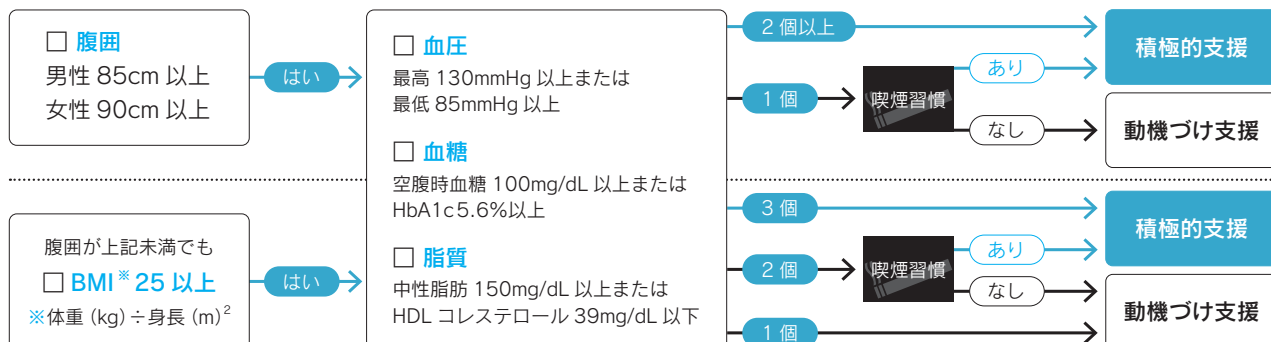 □ 腹囲
男性 85cm 以上
女性 90cm 以上
はい
□ 血圧
最高 130mmHg 以上または
最低 85mmHg 以上
□ 血糖
空腹時血糖 100mg/dL 以上または
HbA1c 5.6%以上
□ 脂質
中性脂肪 150mg/dL 以上または
HDL コレステロール 39mg/dL 以下
2 個以上
積極的支援
1 個
喫煙習慣
あり
なし
動機づけ支援
腹囲が上記未満でも
□ BMI※ 25 以上
※体重 (kg) ÷身長 (m)²
はい
3 個
積極的支援
2 個
喫煙習慣
あり
なし
動機づけ支援
1 個